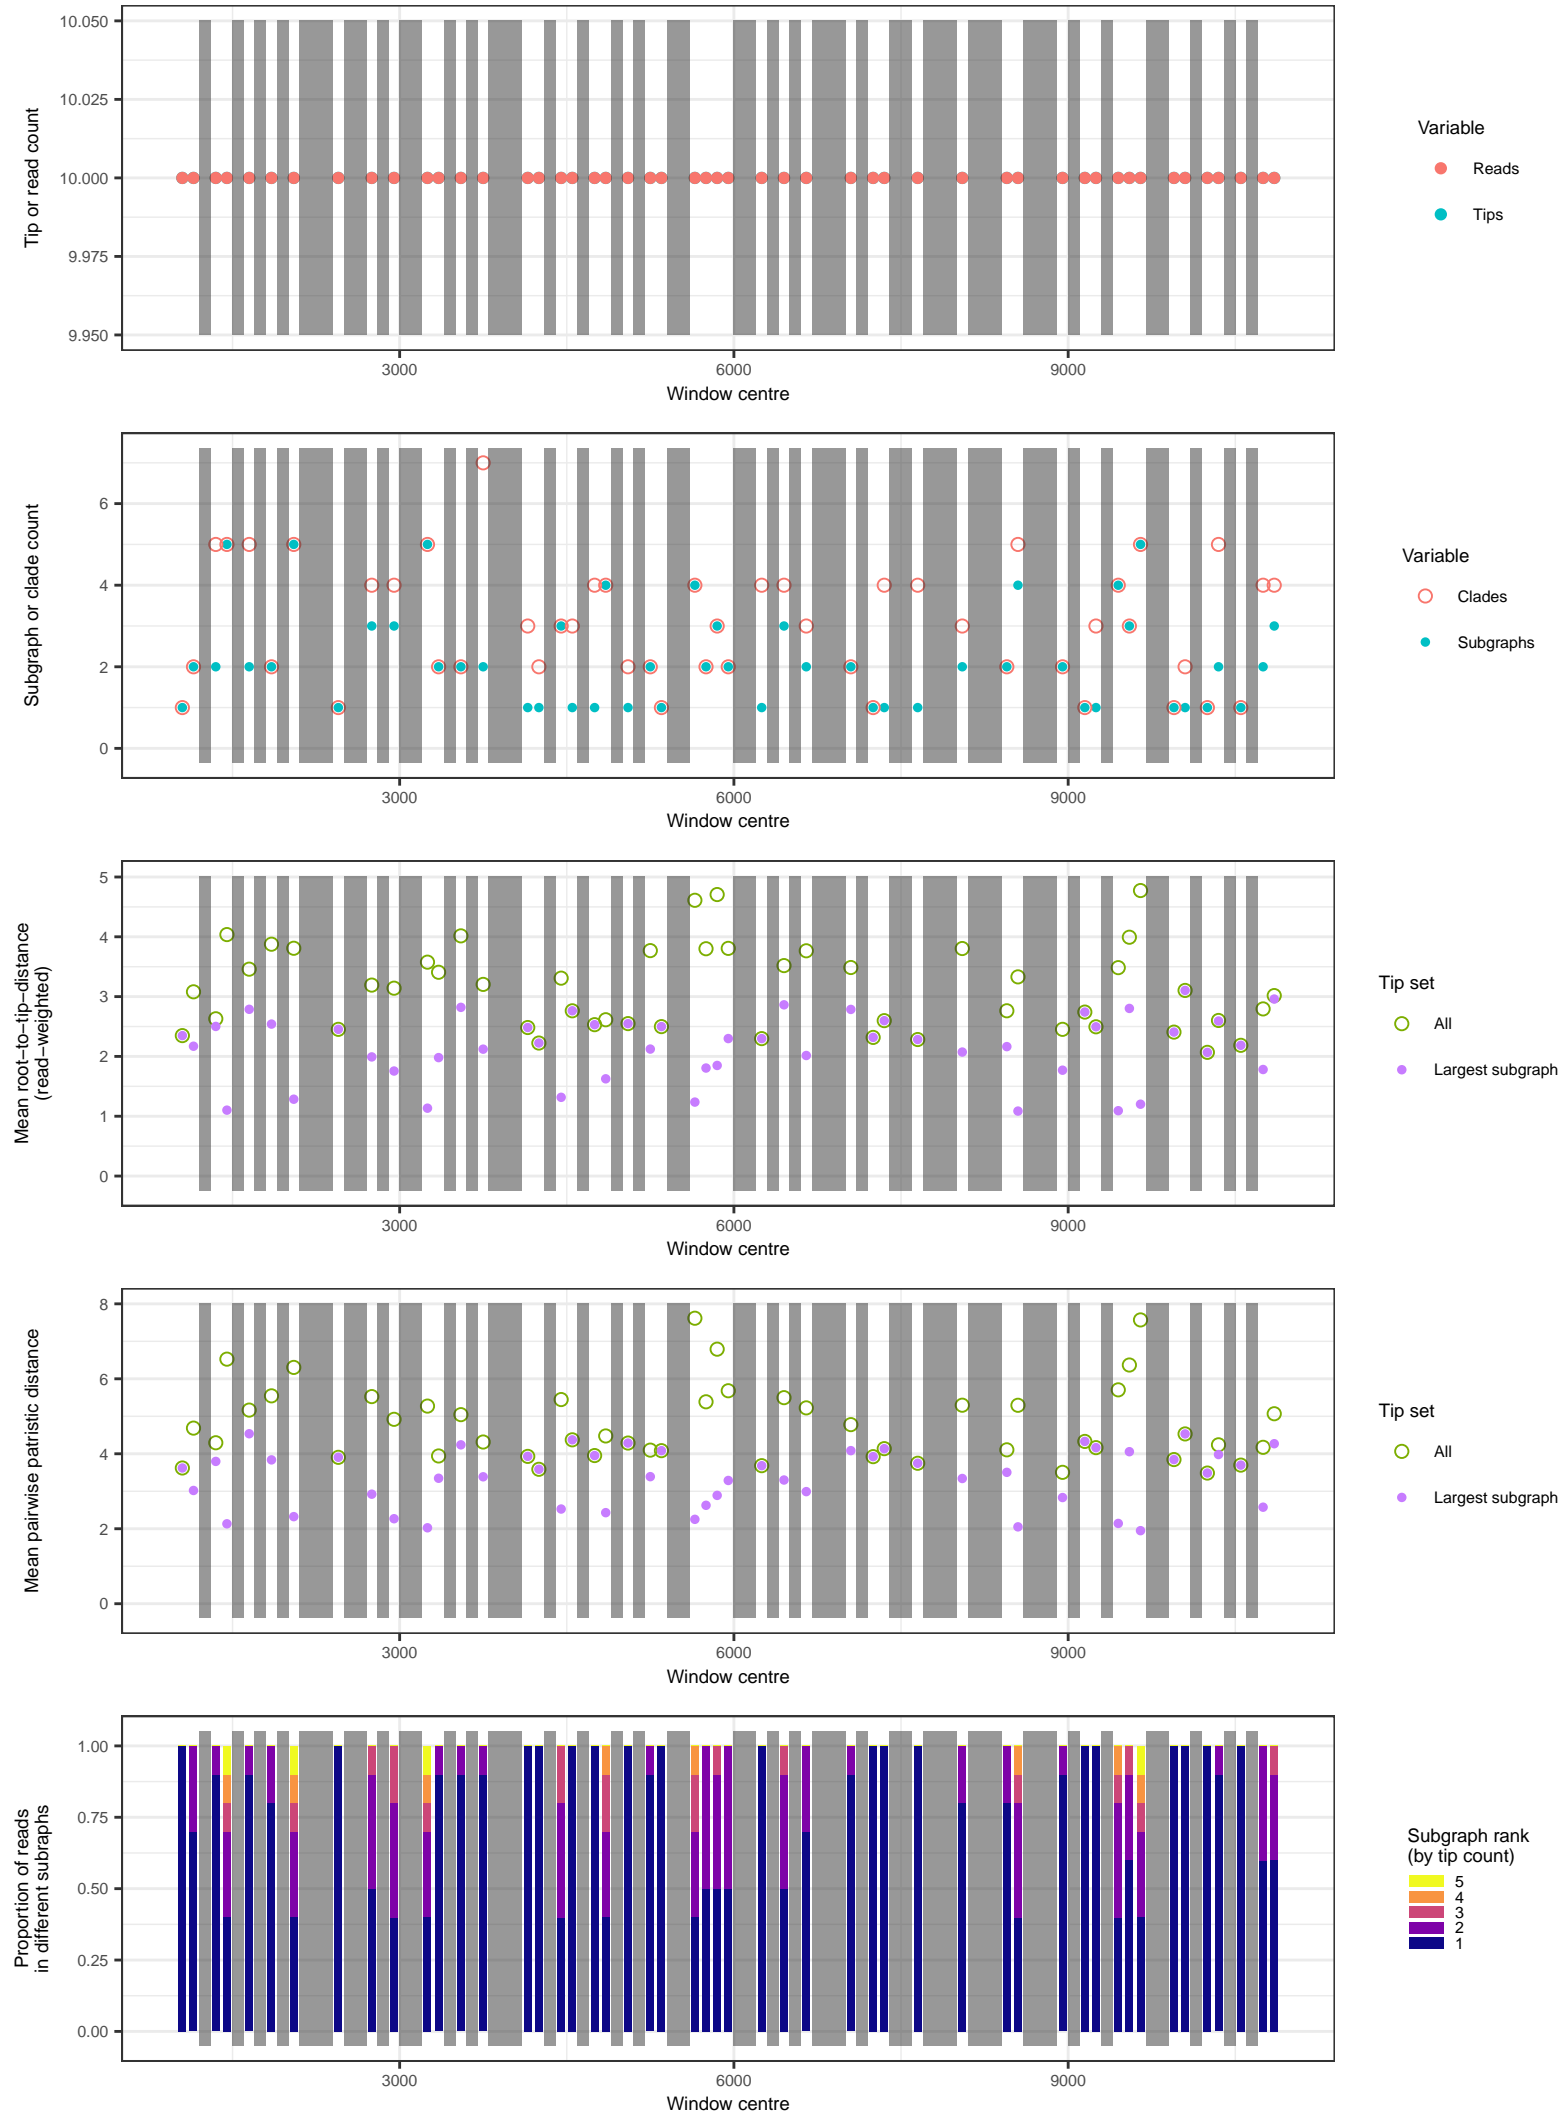 10.050
10.025
10.000
9.975
9.950
Tip or read count
3000
6000
9000
Window centre
Variable
Reads
Tips
6
4
2
0
Subgraph or clade count
3000
6000
9000
Window centre
Variable
Clades
Subgraphs
5
4
3
2
1
0
Mean root−to−tip−distance
(read−weighted)
3000
6000
9000
Window centre
Tip set
All
Largest subgraph
8
6
4
2
0
Mean pairwise patristic distance
3000
6000
9000
Window centre
Tip set
All
Largest subgraph
1.00
0.75
0.50
0.25
0.00
Proportion of reads
in different subraphs
3000
6000
9000
Window centre
Subgraph rank
(by tip count)
5
4
3
2
1